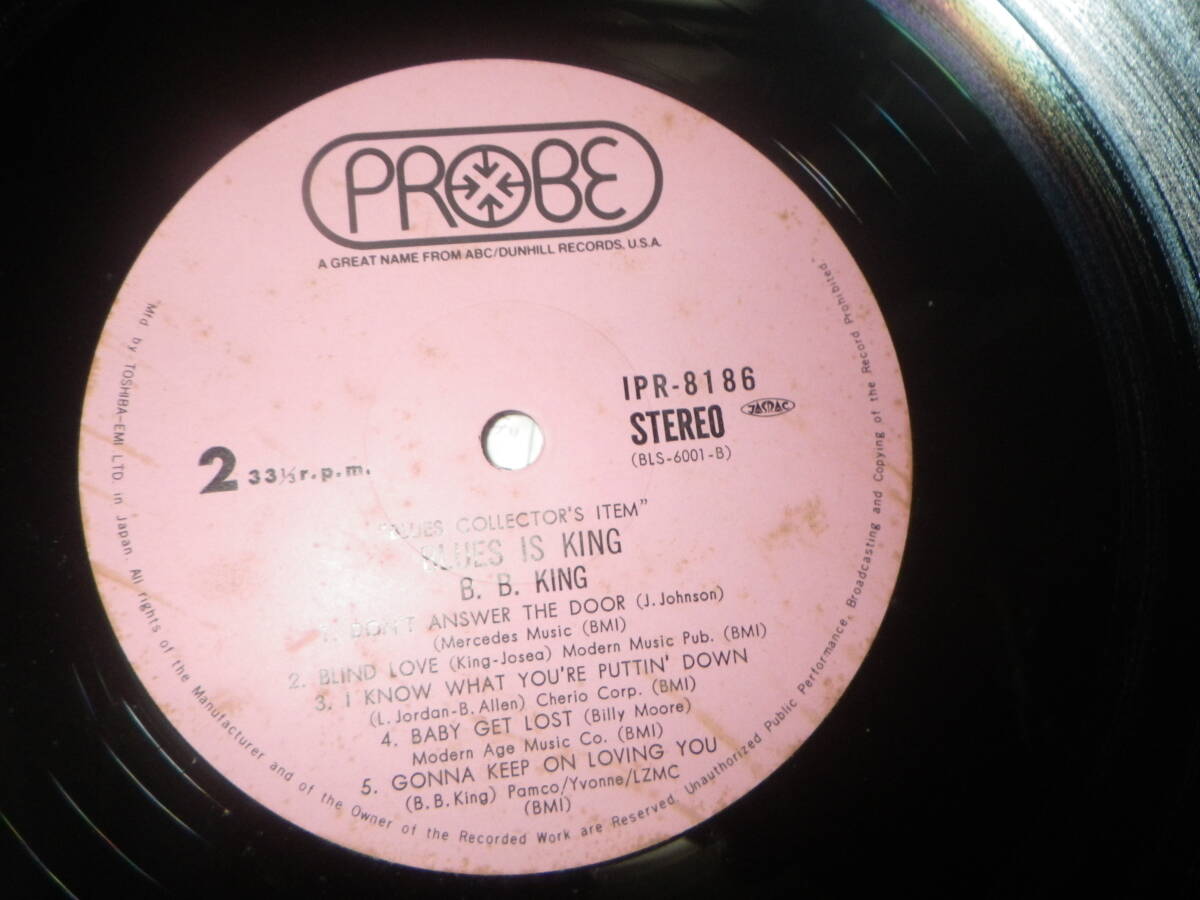 PROBE
A GREAT NAME FROM ABC/DUNHILL RECORDS, U.S.A.
IPR-8186
STEREO
JASRAC
(BLS-6001-B)
2 33⅓ r.p.m.
"BLUES COLLECTOR'S ITEM"
BLUES IS KING
B. B. KING
1. DON'T ANSWER THE DOOR (J. Johnson)
(Mercedes Music (BMI)
2. BLIND LOVE (King-Josea) Modern Music Pub. (BMI)
3. I KNOW WHAT YOU'RE PUTTIN' DOWN
(L. Jordan-B. Allen) Cherio Corp. (BMI)
4. BABY GET LOST (Billy Moore)
Modern Age Music Co. (BMI)
5. GONNA KEEP ON LOVING YOU
(B. B. King) Pamco/Yvonne/LZMC
(BMI)
Mfd by TOSHIBA-EMI LTD. in Japan. All rights of the Manufacturer and of the Owner of the Recorded Work are Reserved. Unauthorized Public Performance, Broadcasting and Copying of the Record Prohibited.